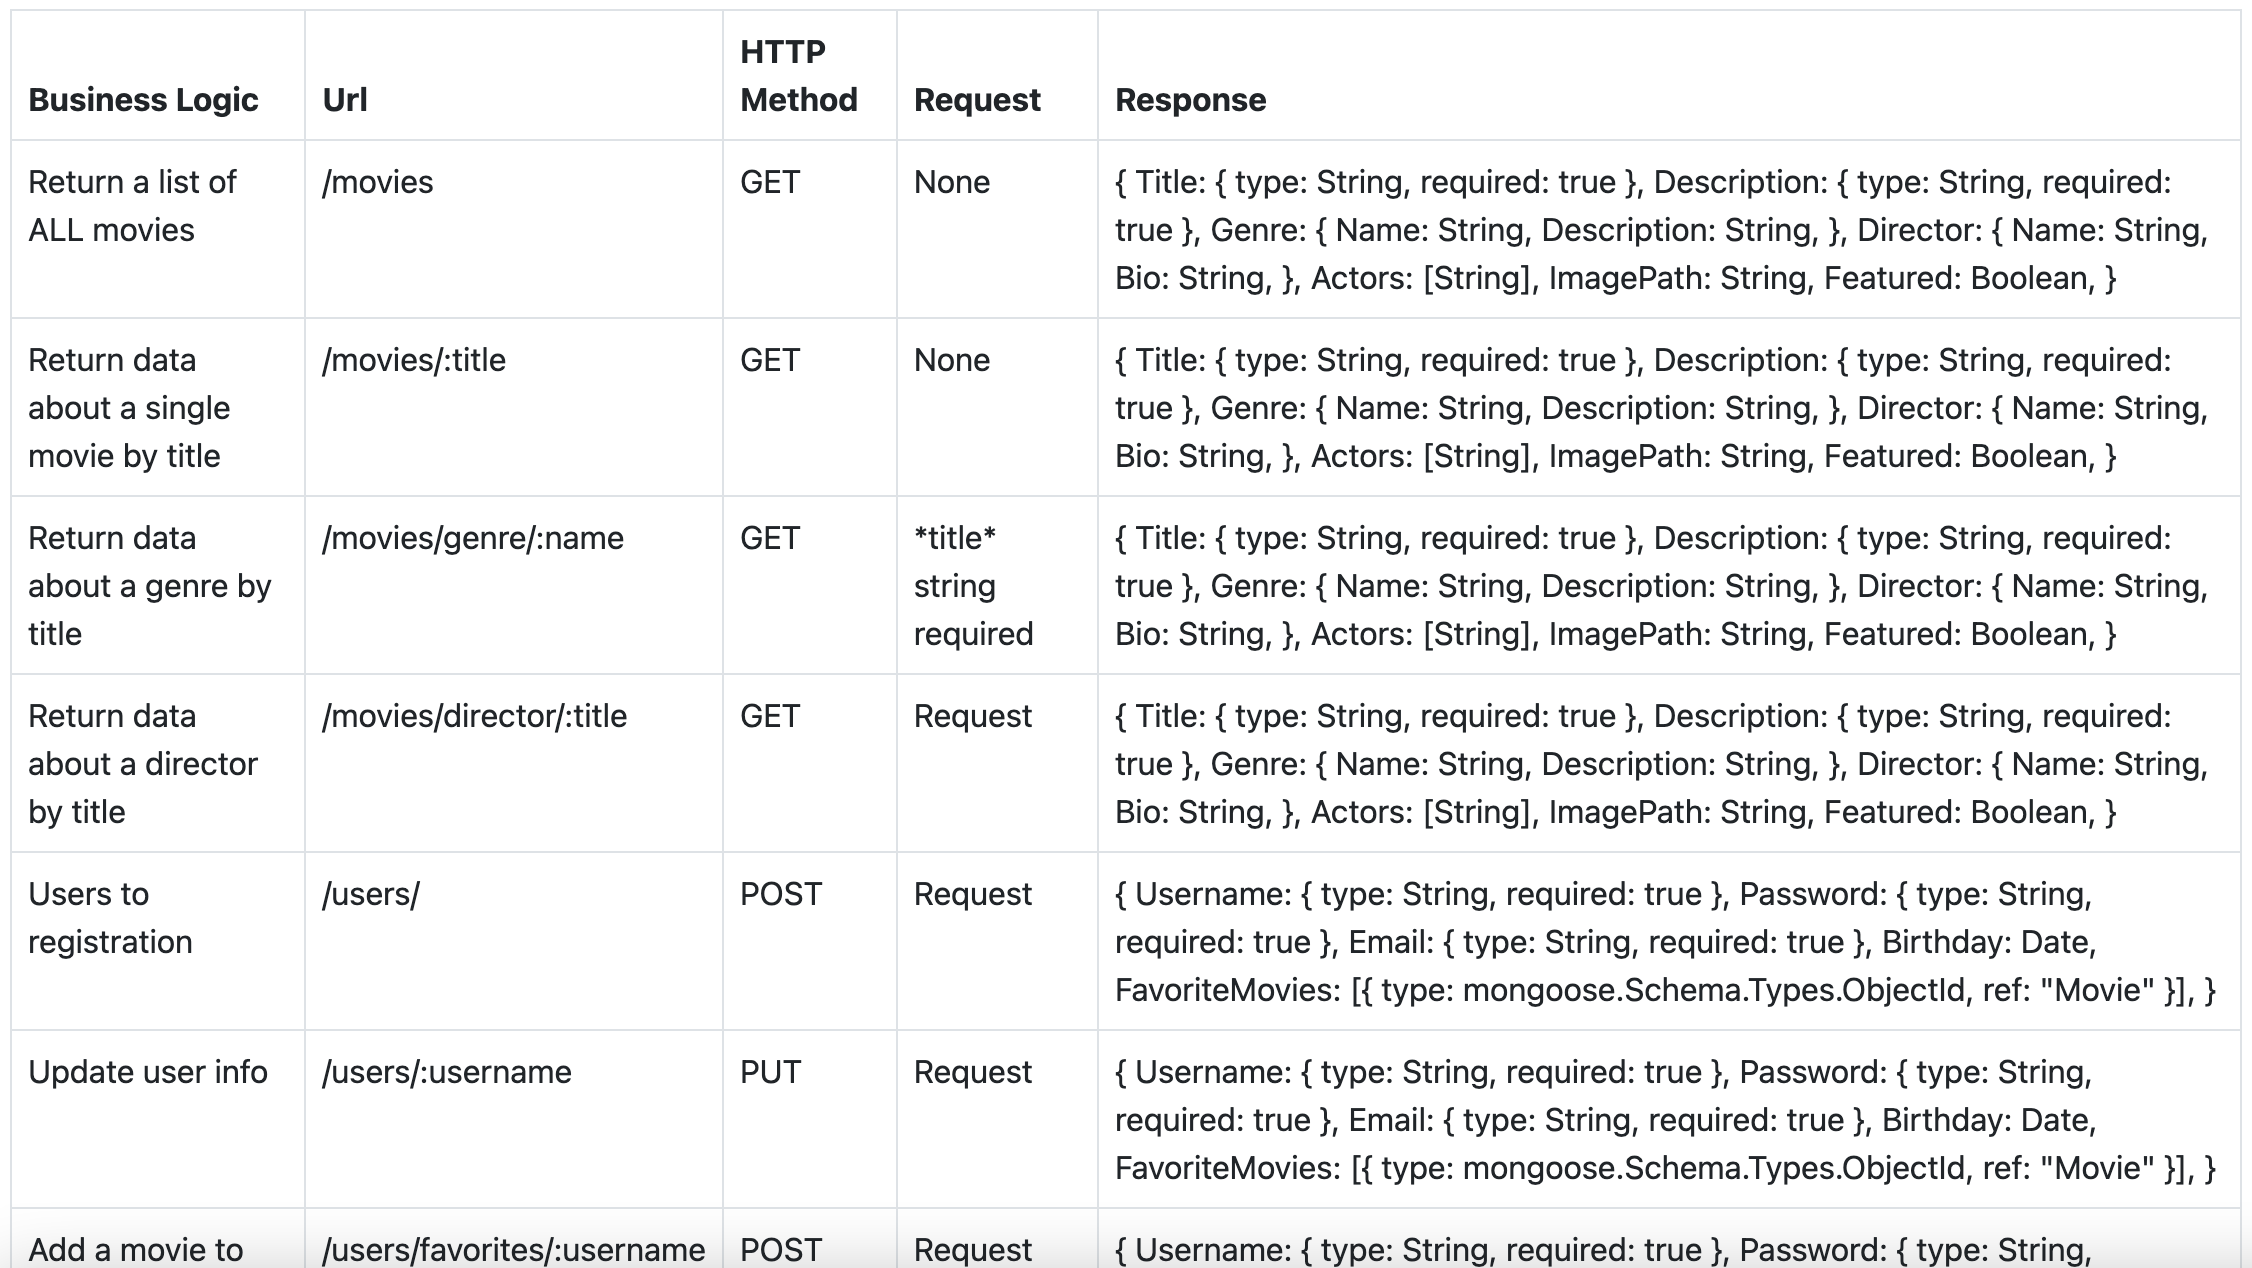 Business Logic
Url
HTTP
Method
Request
Response
Return a list of
ALL movies
/movies
GET
None
{ Title: { type: String, required: true }, Description: { type: String, required:
true }, Genre: { Name: String, Description: String, }, Director: { Name: String,
Bio: String, }, Actors: [String], ImagePath: String, Featured: Boolean, }
Return data
about a single
movie by title
/movies/:title
GET
None
{ Title: { type: String, required: true }, Description: { type: String, required:
true }, Genre: { Name: String, Description: String, }, Director: { Name: String,
Bio: String, }, Actors: [String], ImagePath: String, Featured: Boolean, }
Return data
about a genre by
title
/movies/genre/:name
GET
*title*
string
required
{ Title: { type: String, required: true }, Description: { type: String, required:
true }, Genre: { Name: String, Description: String, }, Director: { Name: String,
Bio: String, }, Actors: [String], ImagePath: String, Featured: Boolean, }
Return data
about a director
by title
/movies/director/:title
GET
Request
{ Title: { type: String, required: true }, Description: { type: String, required:
true }, Genre: { Name: String, Description: String, }, Director: { Name: String,
Bio: String, }, Actors: [String], ImagePath: String, Featured: Boolean, }
Users to
registration
/users/
POST
Request
{ Username: { type: String, required: true }, Password: { type: String,
required: true }, Email: { type: String, required: true }, Birthday: Date,
FavoriteMovies: [{ type: mongoose.Schema.Types.ObjectId, ref: "Movie" }], }
Update user info
/users/:username
PUT
Request
{ Username: { type: String, required: true }, Password: { type: String,
required: true }, Email: { type: String, required: true }, Birthday: Date,
FavoriteMovies: [{ type: mongoose.Schema.Types.ObjectId, ref: "Movie" }], }
Add a movie to
/users/favorites/:username
POST
Request
{ Username: { type: String, required: true }, Password: { type: String,